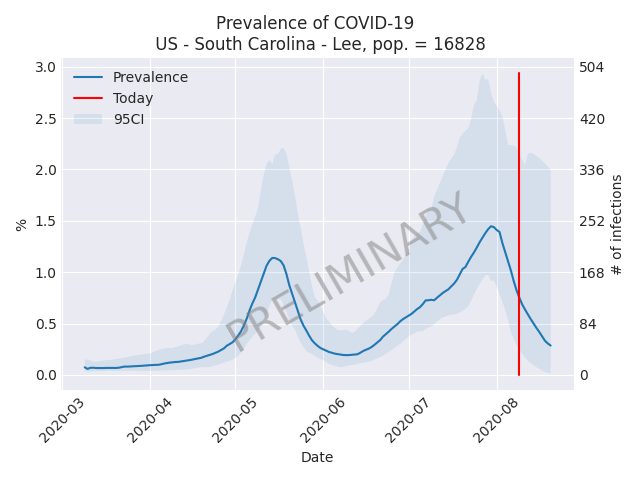 Prevalence of COVID-19
US - South Carolina - Lee, pop. = 16828
Prevalence
Today
95CI
PRELIMINARY
3.0
2.5
2.0
1.5
1.0
0.5
0.0
%
504
420
336
252
168
84
0
# of infections
2020-03
2020-04
2020-05
2020-06
2020-07
2020-08
Date